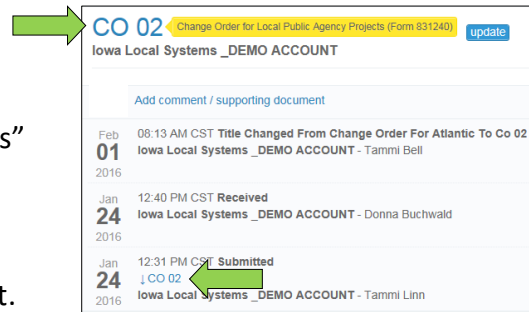 CO 02 Change Order for Local Public Agency Projects (Form 831240) update
Iowa Local Systems _DEMO ACCOUNT
Add comment / supporting document
s”
Feb 08:13 AM CST Title Changed From Change Order For Atlantic To Co 02
01 Iowa Local Systems _DEMO ACCOUNT - Tammi Bell
2016
Jan 12:40 PM CST Received
24 Iowa Local Systems _DEMO ACCOUNT - Donna Buchwald
2016
Jan 12:31 PM CST Submitted
24 ↓CO 02
t.
2016 Iowa Local Systems _DEMO ACCOUNT - Tammi Linn